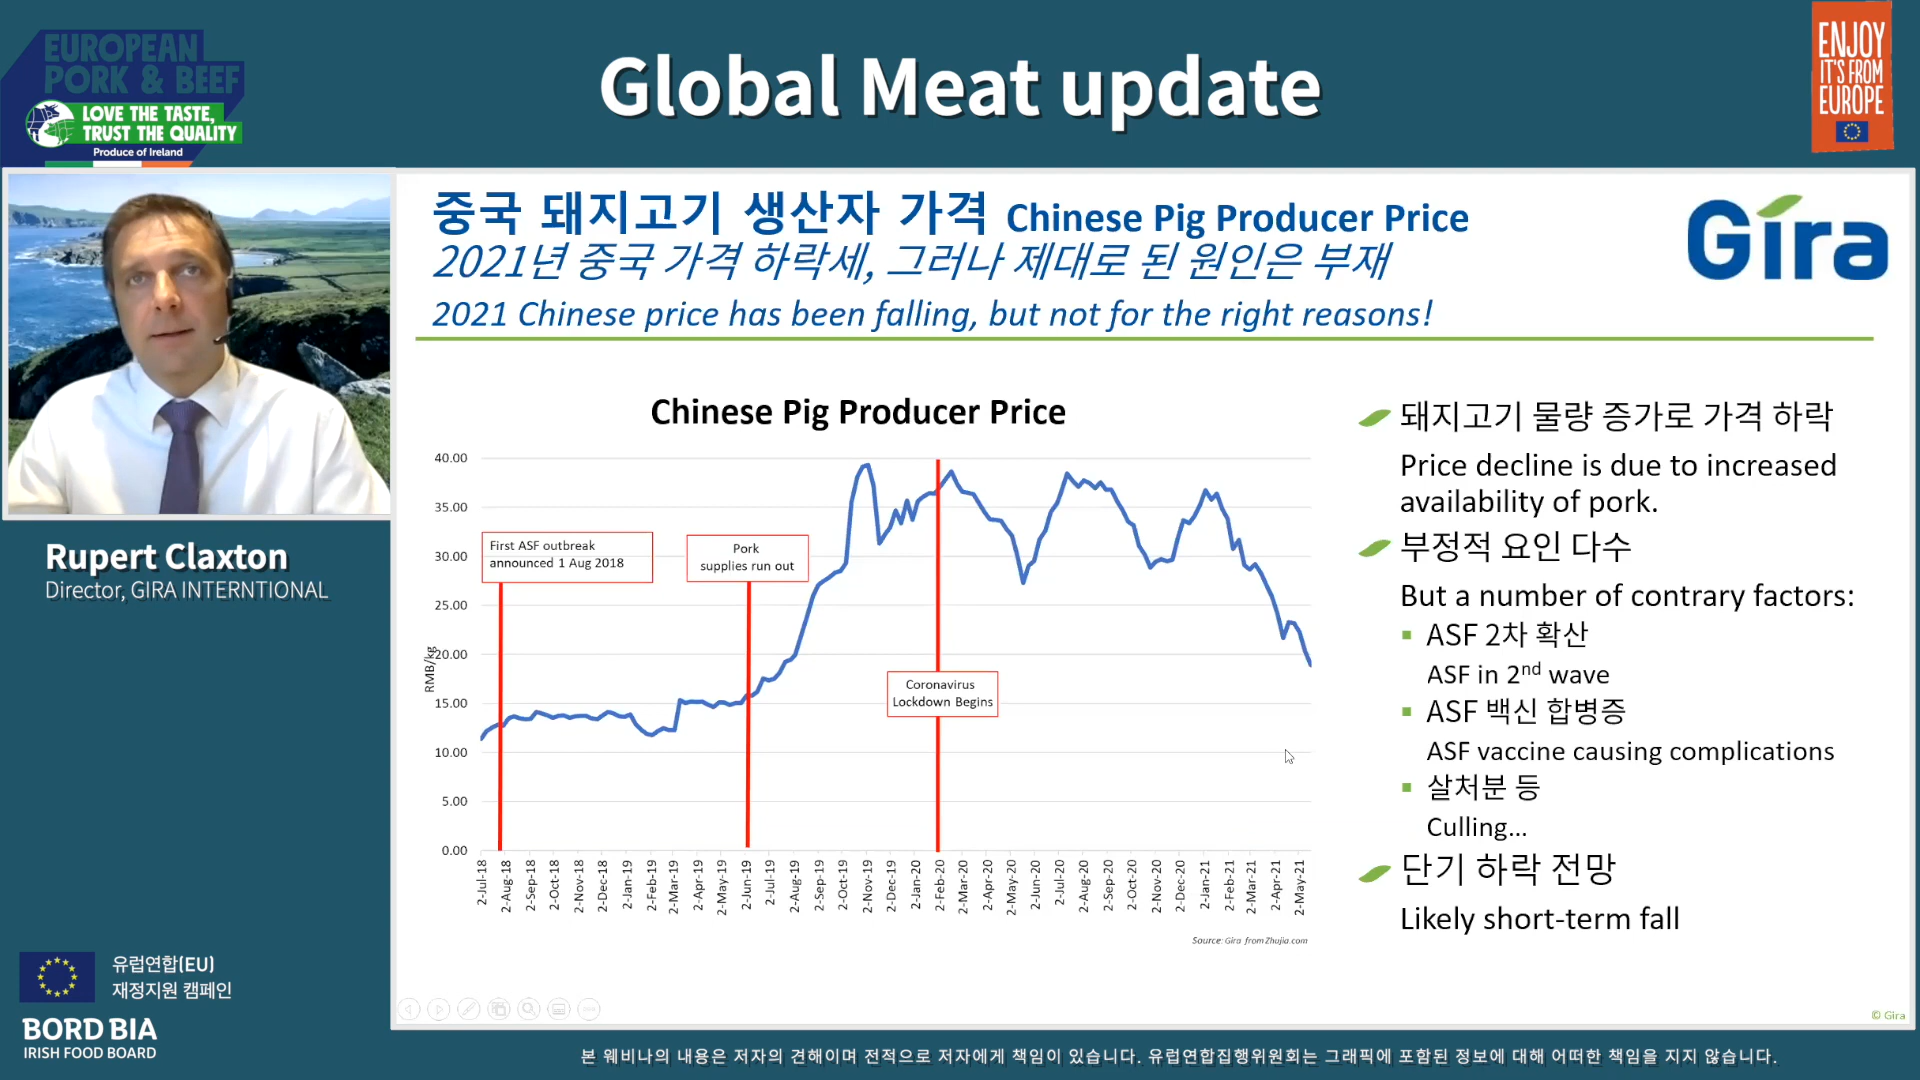 EUROPEAN
PORK & BEEF
LOVE THE TASTE,
TRUST THE QUALITY
Produce of Ireland
Global Meat update
ENJOY
IT'S FROM
EUROPE
Rupert Claxton
Director, GIRA INTERNTIONAL
중국 돼지고기 생산자 가격 Chinese Pig Producer Price
2021년 중국 가격 하락세, 그러나 제대로 된 원인은 부재
2021 Chinese price has been falling, but not for the right reasons!
Gira
Chinese Pig Producer Price
RMB/kg
40.00
35.00
30.00
25.00
20.00
15.00
10.00
5.00
0.00
First ASF outbreak
announced 1 Aug 2018
Pork
supplies run out
Coronavirus
Lockdown Begins
2-Jul-18
2-Aug-18
2-Sep-18
2-Oct-18
2-Nov-18
2-Dec-18
2-Jan-19
2-Feb-19
2-Mar-19
2-Apr-19
2-May-19
2-Jun-19
2-Jul-19
2-Aug-19
2-Sep-19
2-Oct-19
2-Nov-19
2-Dec-19
2-Jan-20
2-Feb-20
2-Mar-20
2-Apr-20
2-May-20
2-Jun-20
2-Jul-20
2-Aug-20
2-Sep-20
2-Oct-20
2-Nov-20
2-Dec-20
2-Jan-21
2-Feb-21
2-Mar-21
2-Apr-21
2-May-21
Source: Gira from Zhujia.com
돼지고기 물량 증가로 가격 하락
Price decline is due to increased
availability of pork.
부정적 요인 다수
But a number of contrary factors:
ASF 2차 확산
ASF in 2nd wave
ASF 백신 합병증
ASF vaccine causing complications
살처분 등
Culling...
단기 하락 전망
Likely short-term fall
© Gira
유럽연합(EU)
재정지원 캠페인
BORD BIA
IRISH FOOD BOARD
본 웨비나의 내용은 저자의 견해이며 전적으로 저자에게 책임이 있습니다. 유럽연합집행위원회는 그래픽에 포함된 정보에 대해 어떠한 책임을 지지 않습니다.